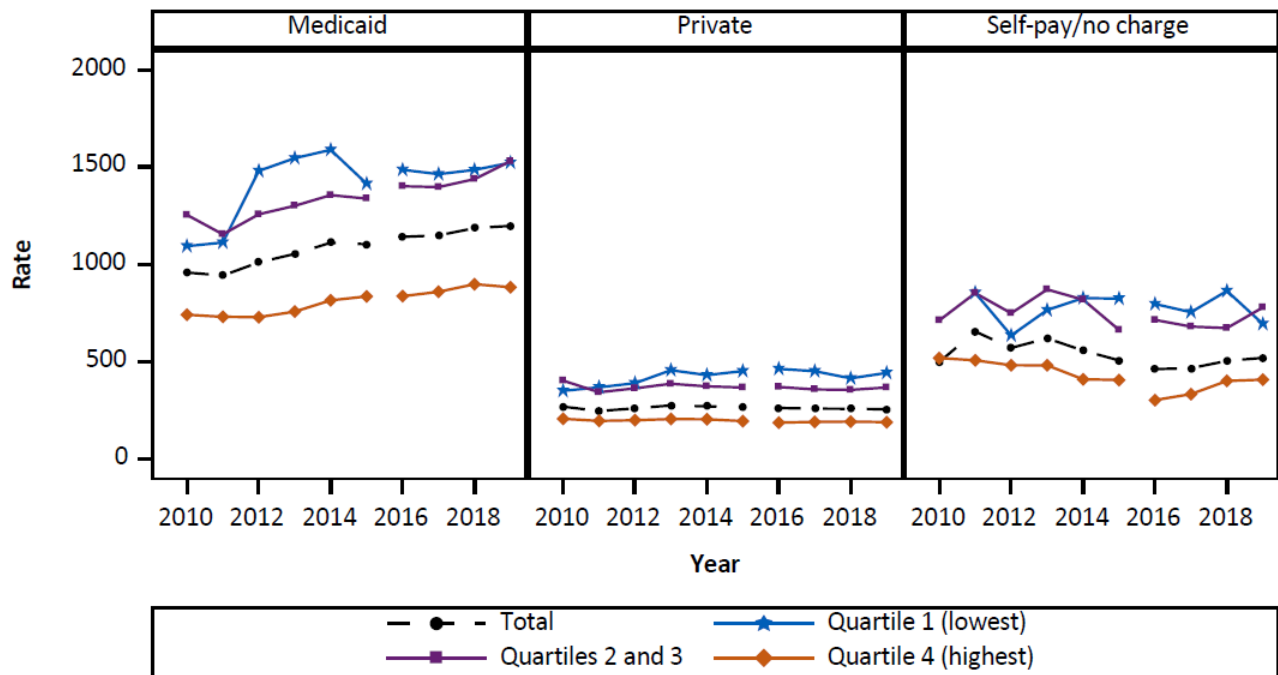 Medicaid Private Self-pay/no charge
2000
1500
1000
500
0
Rate
2010 2012 2014 2016 2018 2010 2012 2014 2016 2018 2010 2012 2014 2016 2018
Year
Total Quartile 1 (lowest)
Quartiles 2 and 3 Quartile 4 (highest)